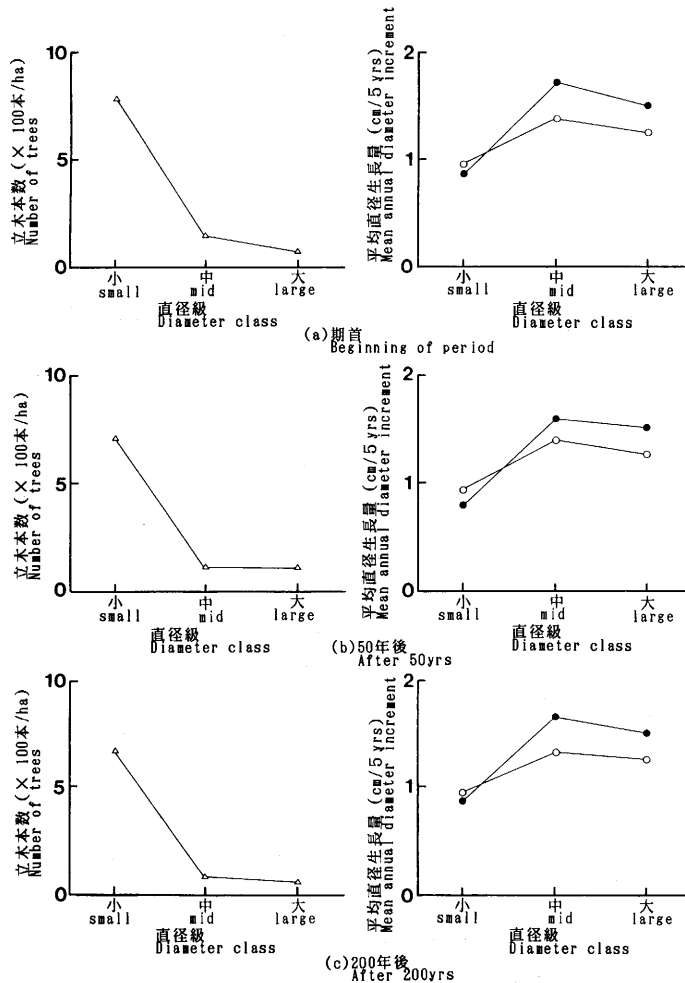 立木本数 (× 100本/ha)
Number of trees
10
5
0
小
small
中
mid
大
large
直径級
Diameter class
平均直径生長量 (cm/5 yrs)
Mean annual diameter increment
2
1
0
小
small
中
mid
大
large
直径級
Diameter class
(a)期首
Beginning of period
立木本数 (× 100本/ha)
Number of trees
10
5
0
小
small
中
mid
大
large
直径級
Diameter class
平均直径生長量 (cm/5 yrs)
Mean annual diameter increment
2
1
0
小
small
中
mid
大
large
直径級
Diameter class
(b)50年後
After 50yrs
立木本数 (× 100本/ha)
Number of trees
10
5
0
小
small
中
mid
大
large
直径級
Diameter class
平均直径生長量 (cm/5 yrs)
Mean annual diameter increment
2
1
0
小
small
中
mid
大
large
直径級
Diameter class
(c)200年後
After 200yrs